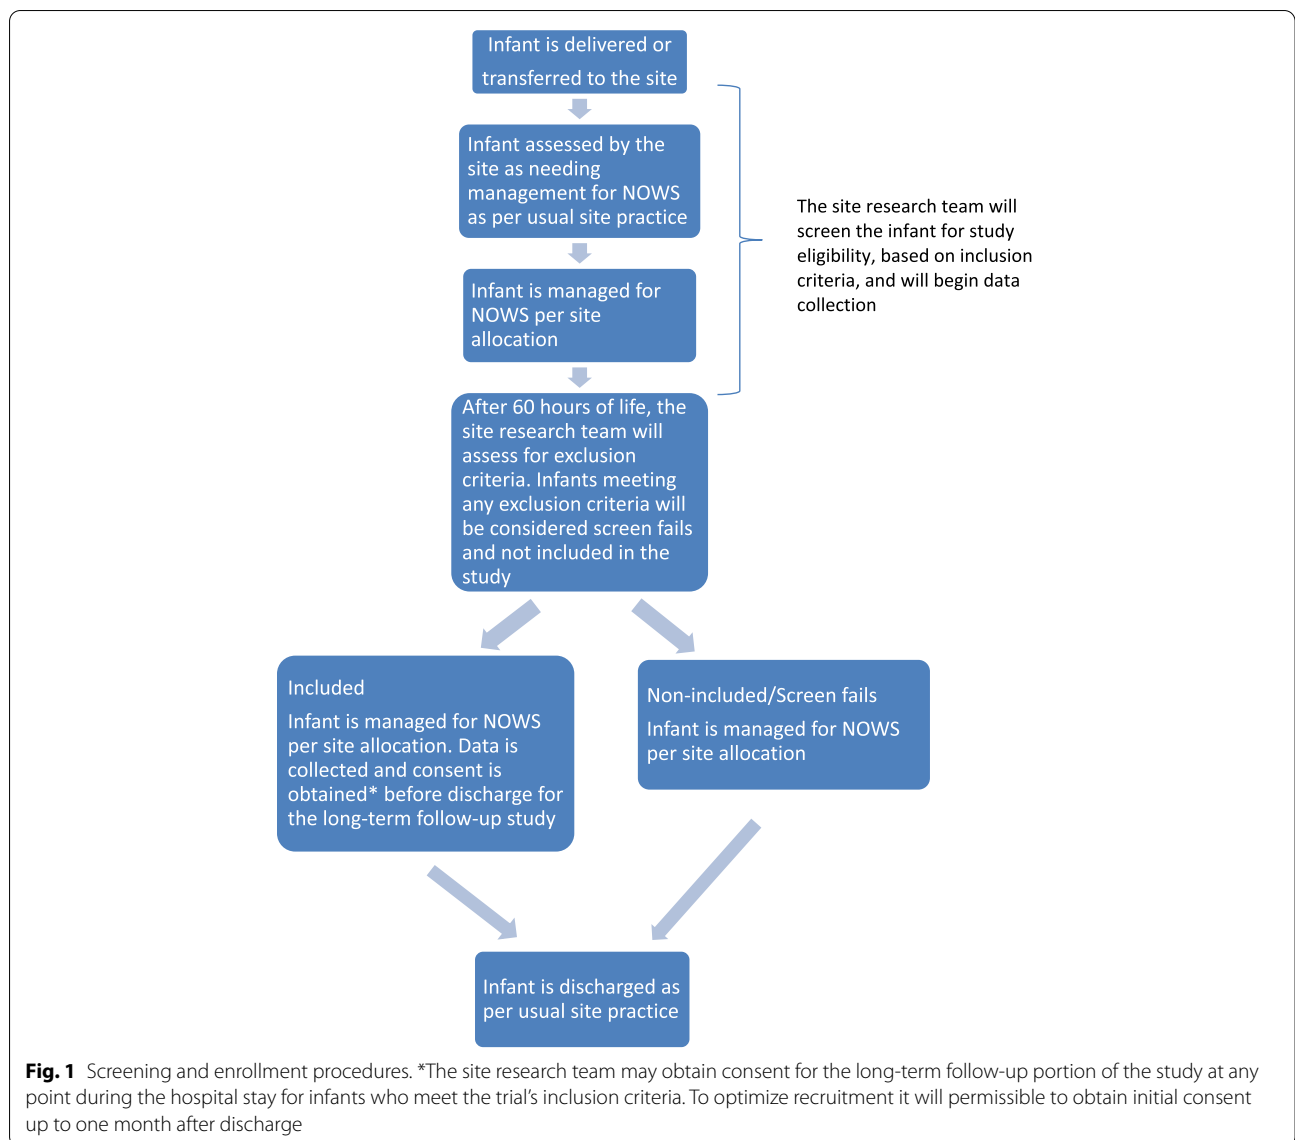 Infant is delivered or
transferred to the site
Infant assessed by the
site as needing
management for NOWS
as per usual site practice
The site research team will
screen the infant for study
eligibility, based on inclusion
criteria, and will begin data
collection
Infant is managed for
NOWS per site
allocation
After 60 hours of life, the
site research team will
assess for exclusion
criteria. Infants meeting
any exclusion criteria will
be considered screen fails
and not included in the
study
Included
Infant is managed for NOWS
per site allocation. Data is
collected and consent is
obtained* before discharge for
the long-term follow-up study
Non-included/Screen fails
Infant is managed for NOWS
per site allocation
Infant is discharged as
per usual site practice
Fig. 1 Screening and enrollment procedures. *The site research team may obtain consent for the long-term follow-up portion of the study at any
point during the hospital stay for infants who meet the trial's inclusion criteria. To optimize recruitment it will permissible to obtain initial consent
up to one month after discharge